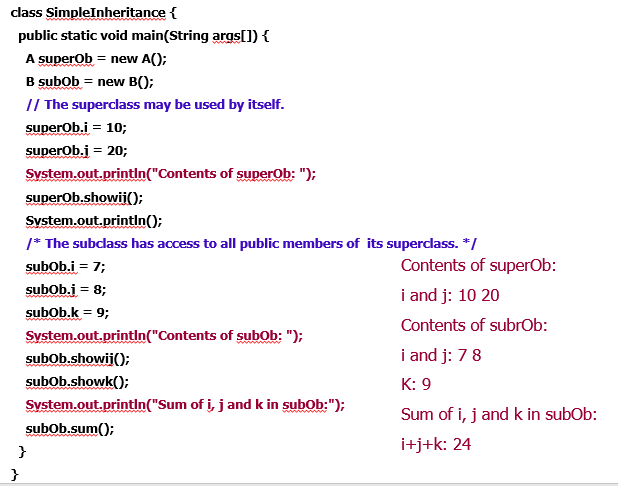 class SimpleInheritance {
public static void main(String args[]) {
A superOb = new A();
B subOb = new B();
// The superclass may be used by itself.
superOb.i = 10;
superOb.j = 20;
System.out.println("Contents of superOb: ");
superOb.showij();
System.out.println();
/* The subclass has access to all public members of its superclass. */
subOb.i = 7;
subOb.j = 8;
subOb.k = 9;
System.out.println("Contents of subOb: ");
subOb.showij();
subOb.showk();
System.out.println("Sum of i, j and k in subOb:");
subOb.sum();
}
}
Contents of superOb:
i and j: 10 20
Contents of subrOb:
i and j: 7 8
K: 9
Sum of i, j and k in subOb:
i+j+k: 24